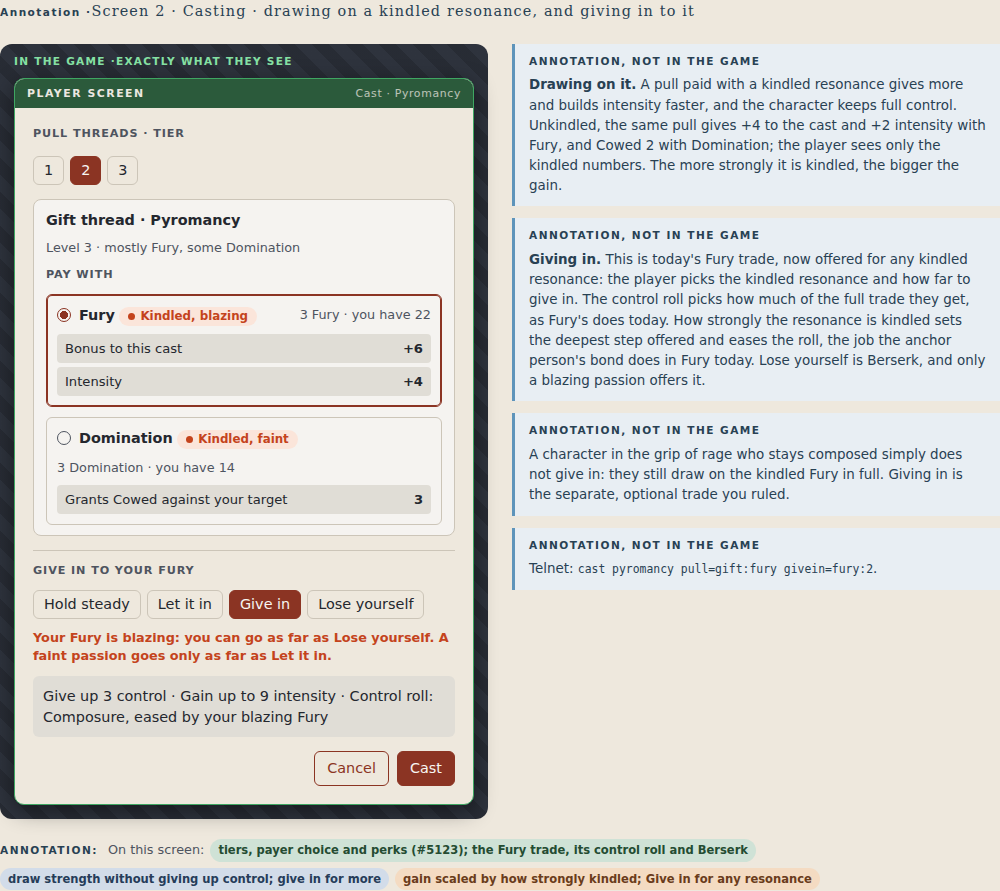 Annotation ·Screen 2 · Casting · drawing on a kindled resonance, and giving in to it
IN THE GAME ·EXACTLY WHAT THEY SEE
PLAYER SCREEN
Cast · Pyromancy
PULL THREADS · TIER
1 2 3
Gift thread · Pyromancy
Level 3 · mostly Fury, some Domination
PAY WITH
Fury ● Kindled, blazing 3 Fury · you have 22
Bonus to this cast +6
Intensity +4
Domination ● Kindled, faint
3 Domination · you have 14
Grants Cowed against your target 3
GIVE IN TO YOUR FURY
Hold steady Let it in Give in Lose yourself
Your Fury is blazing: you can go as far as Lose yourself. A
faint passion goes only as far as Let it in.
Give up 3 control · Gain up to 9 intensity · Control roll:
Composure, eased by your blazing Fury
Cancel Cast
ANNOTATION, NOT IN THE GAME
Drawing on it. A pull paid with a kindled resonance gives more
and builds intensity faster, and the character keeps full control.
Unkindled, the same pull gives +4 to the cast and +2 intensity with
Fury, and Cowed 2 with Domination; the player sees only the
kindled numbers. The more strongly it is kindled, the bigger the
gain.
ANNOTATION, NOT IN THE GAME
Giving in. This is today's Fury trade, now offered for any kindled
resonance: the player picks the kindled resonance and how far to
give in. The control roll picks how much of the full trade they get,
as Fury's does today. How strongly the resonance is kindled sets
the deepest step offered and eases the roll, the job the anchor
person's bond does in Fury today. Lose yourself is Berserk, and only
a blazing passion offers it.
ANNOTATION, NOT IN THE GAME
A character in the grip of rage who stays composed simply does
not give in: they still draw on the kindled Fury in full. Giving in is
the separate, optional trade you ruled.
ANNOTATION, NOT IN THE GAME
Telnet: cast pyromancy pull=gift:fury givein=fury:2.
ANNOTATION: On this screen: tiers, payer choice and perks (#5123); the Fury trade, its control roll and Berserk
draw strength without giving up control; give in for more gain scaled by how strongly kindled; Give in for any resonance